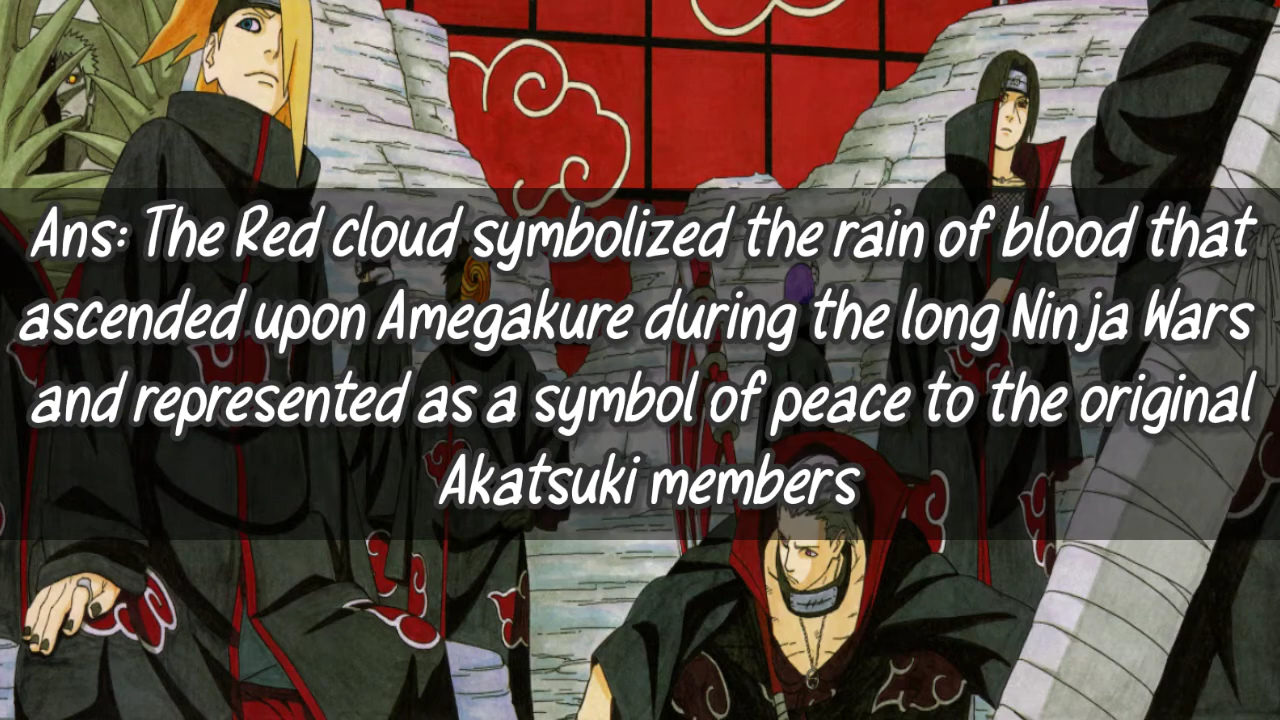 Ans: The Red cloud symbolized the rain of blood that
ascended upon Amegakure during the long Ninja Wars
and represented as a symbol of peace to the original
Akatsuki members